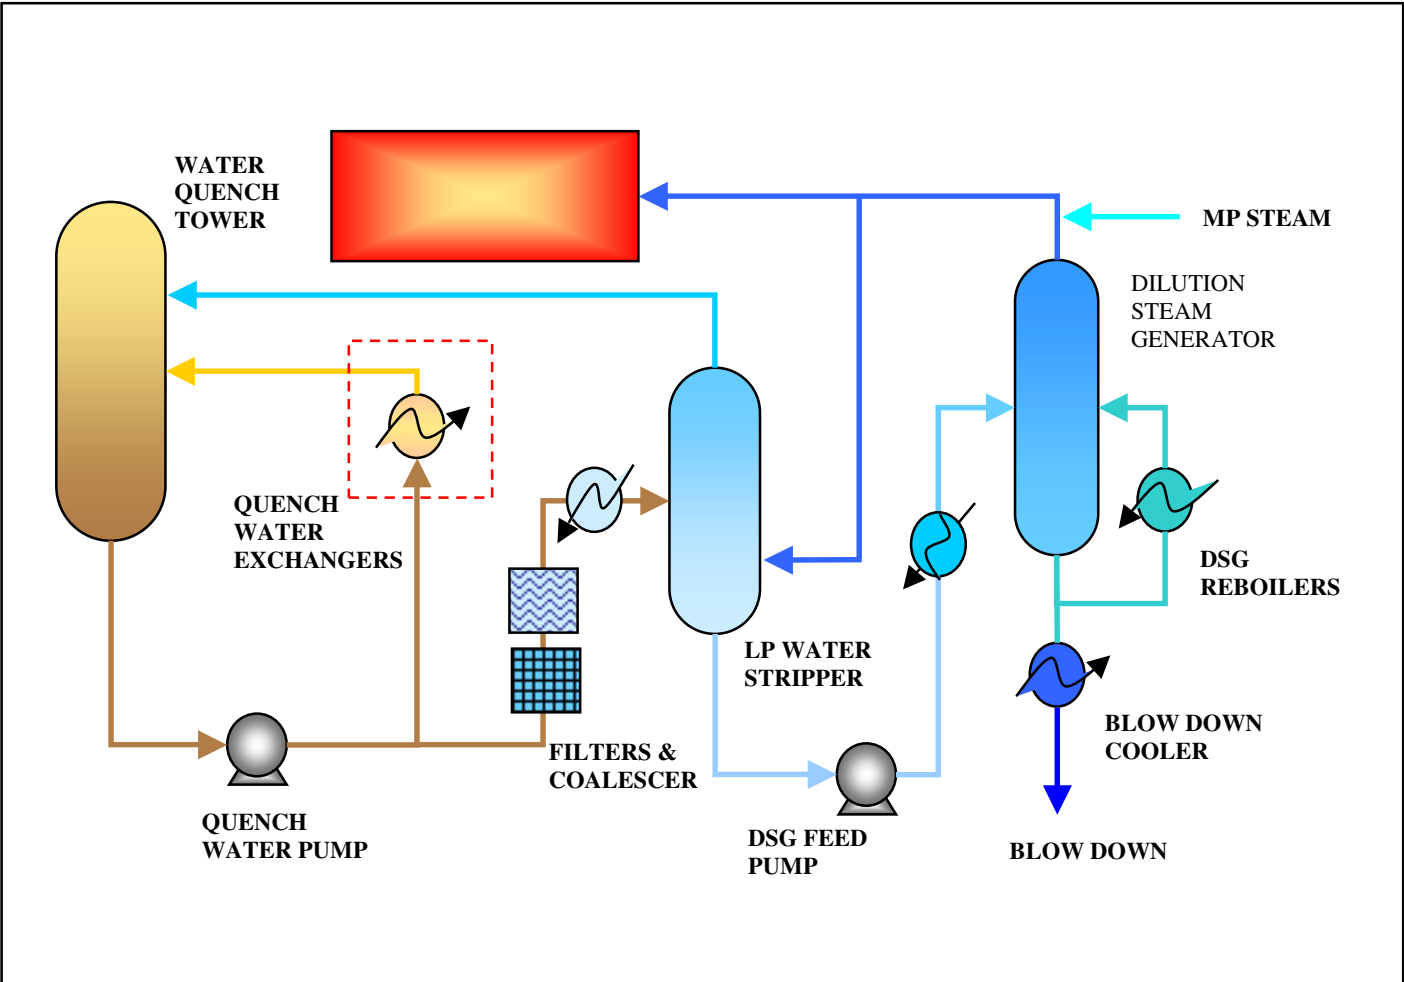 WATER
QUENCH
TOWER
MP STEAM
DILUTION
STEAM
GENERATOR
QUENCH
WATER
EXCHANGERS
DSG
REBOILERS
LP WATER
STRIPPER
BLOW DOWN
COOLER
FILTERS &
COALESCER
QUENCH
WATER PUMP
DSG FEED
PUMP
BLOW DOWN